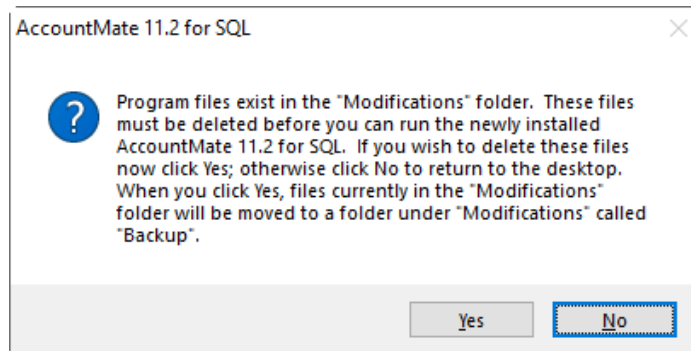 AccountMate 11.2 for SQL
Program files exist in the "Modifications" folder.  These files
must be deleted before you can run the newly installed
AccountMate 11.2 for SQL.  If you wish to delete these files
now click Yes; otherwise click No to return to the desktop.
When you click Yes, files currently in the "Modifications"
folder will be moved to a folder under "Modifications" called
"Backup".
Yes No